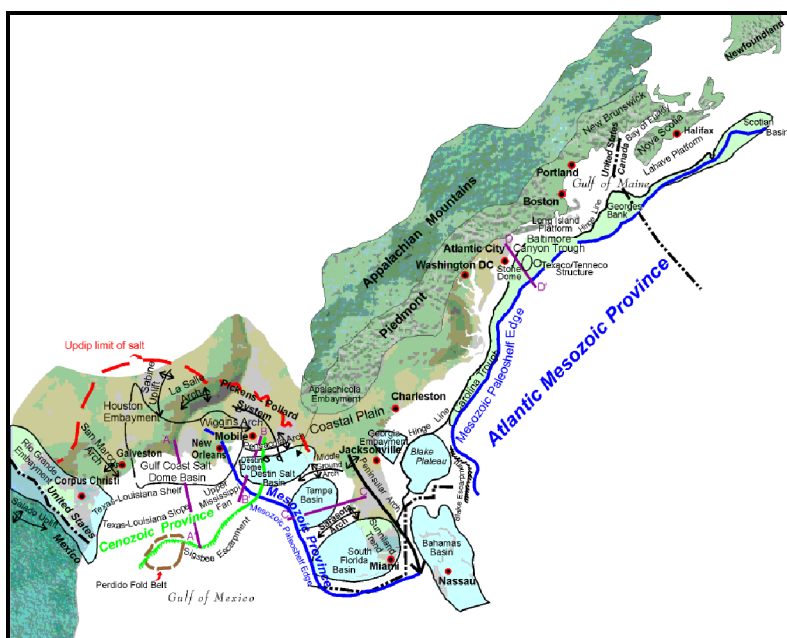 Newfoundland
New Brunswick
Bay of Fundy
Nova Scotia
Halifax
Scotian
Basin
United States
Canada
Lahave Platform
Portland
Gulf of Maine
Boston
Georges
Bank
Long Island
Platform
Hinge Line
Appalachian Mountains
Piedmont
Atlantic City
Washington DC
Baltimore
Canyon Trough
Stone
Dome
Texaco/Tenneco
Structure
D
D'
Atlantic Mesozoic Province
Mesozoic Paleoshelf Edge
Carolina Trough
Updip limit of salt
Sabine
Uplift
La Salle
Arch
Pickens - Pollard
System
Apalachicola
Embayment
Coastal Plain
Charleston
Hinge Line
Houston
Embayment
Wiggins Arch
San Marcos
Arch
Galveston
A
New
Orleans
Mobile
B
Destin
Dome
Destin Salt
Basin
Middle
Ground
Arch
Georgia
Embayment
Jacksonville
Blake
Plateau
Blake Escarpment
Rio Grande
Embayment
Corpus Christi
Gulf Coast Salt
Dome Basin
Texas-Louisiana Shelf
Texas-Louisiana Slope
Upper
Mississippi
Fan
B'
Mesozoic Province
Mesozoic Paleoshelf Edge
Tampa
Basin
C
C'
Peninsular Arch
Sarasota
Arch
Sunniland
Trend
South
Florida
Basin
Miami
Bahamas
Basin
Nassau
United States
Mexico
Salado Uplift
Cenozoic Province
A'
Sigsbee Escarpment
Perdido Fold Belt
Gulf of Mexico